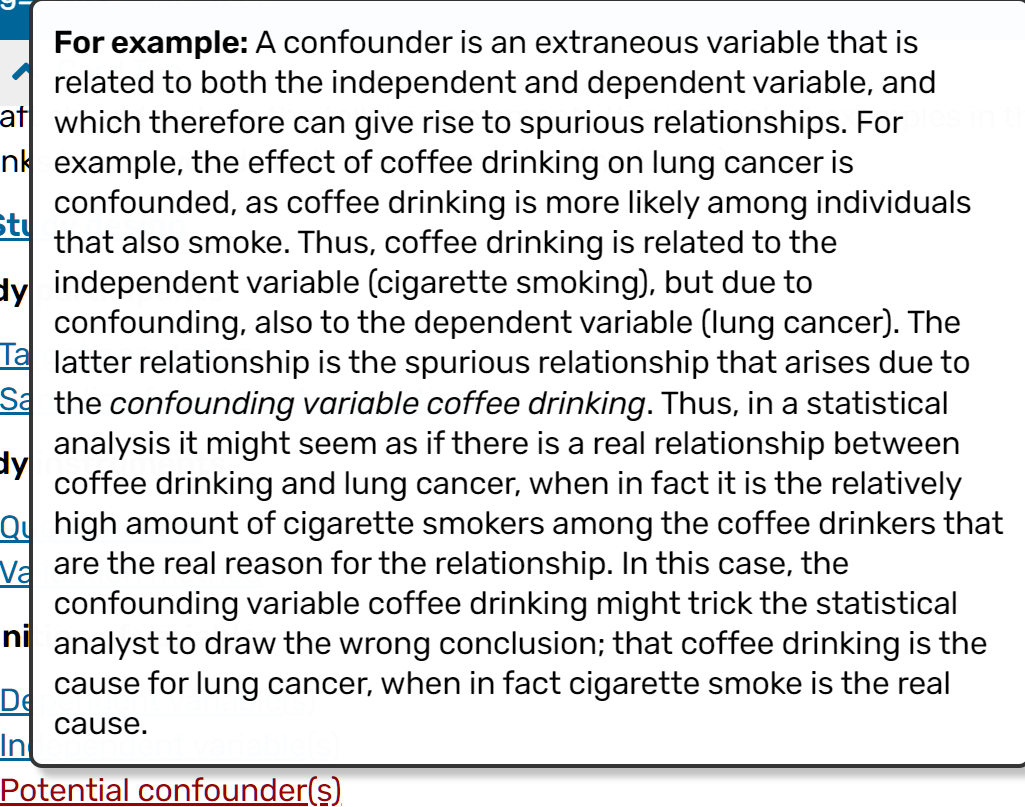 For example: A confounder is an extraneous variable that is
related to both the independent and dependent variable, and
which therefore can give rise to spurious relationships. For
example, the effect of coffee drinking on lung cancer is
confounded, as coffee drinking is more likely among individuals
that also smoke. Thus, coffee drinking is related to the
independent variable (cigarette smoking), but due to
confounding, also to the dependent variable (lung cancer). The
latter relationship is the spurious relationship that arises due to
the confounding variable coffee drinking. Thus, in a statistical
analysis it might seem as if there is a real relationship between
coffee drinking and lung cancer, when in fact it is the relatively
high amount of cigarette smokers among the coffee drinkers that
are the real reason for the relationship. In this case, the
confounding variable coffee drinking might trick the statistical
analyst to draw the wrong conclusion; that coffee drinking is the
cause for lung cancer, when in fact cigarette smoke is the real
cause.
Potential confounder(s)